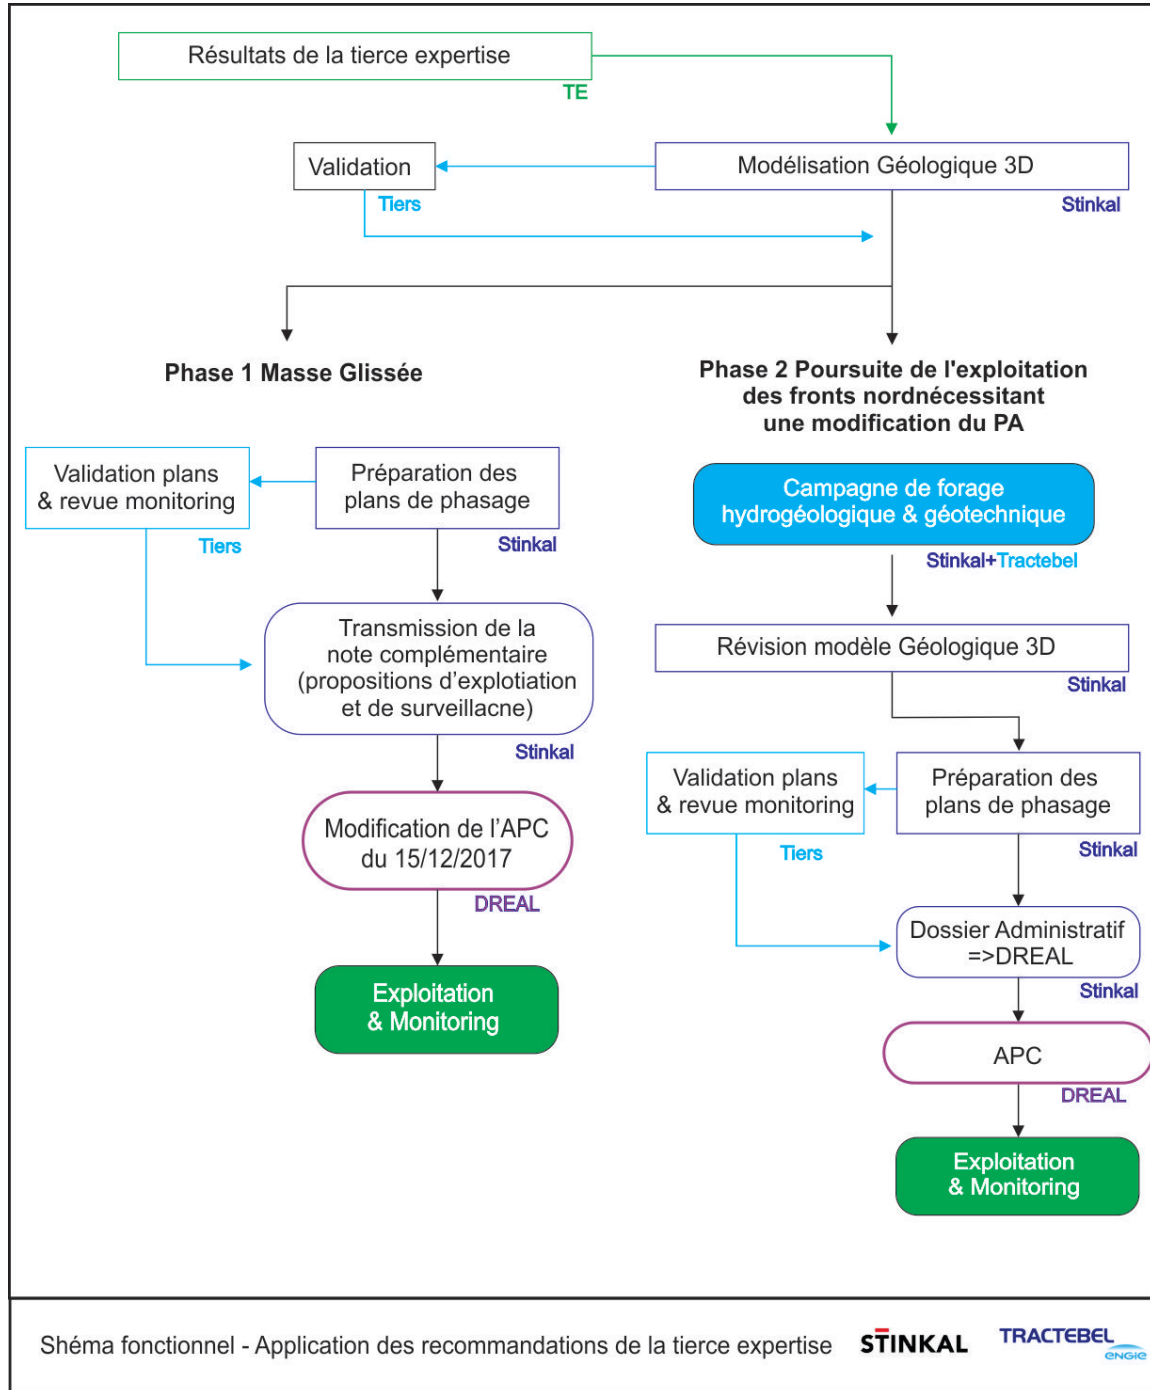 Résultats de la tierce expertise
TE
Validation
Tiers
Modélisation Géologique 3D
Stinkal
Phase 1 Masse Glissée
Validation plans
& revue monitoring
Tiers
Préparation des
plans de phasage
Stinkal
Transmission de la
note complémentaire
(propositions d'explotiation
et de surveillacne)
Stinkal
Modification de l'APC
du 15/12/2017
DREAL
Exploitation
& Monitoring
Phase 2 Poursuite de l'exploitation
des fronts nordnécessitant
une modification du PA
Campagne de forage
hydrogéologique & géotechnique
Stinkal+Tractebel
Révision modèle Géologique 3D
Stinkal
Validation plans
& revue monitoring
Tiers
Préparation des
plans de phasage
Stinkal
Dossier Administratif
=>DREAL
Stinkal
APC
DREAL
Exploitation
& Monitoring
Shéma fonctionnel - Application des recommandations de la tierce expertise
STINKAL
TRACTEBEL
ENGIE